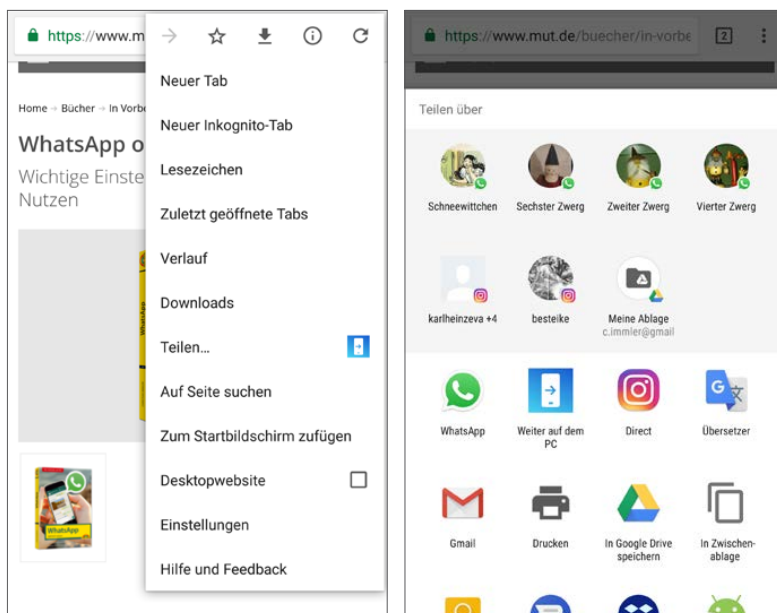 https://www.m
Neuer Tab
Neuer Inkognito-Tab
Lesezeichen
Zuletzt geöffnete Tabs
Verlauf
Downloads
Teilen...
Auf Seite suchen
Zum Startbildschirm zufügen
Desktopwebsite
Einstellungen
Hilfe und Feedback
Home → Bücher → In Vorb
WhatsApp o
Wichtige Einste
Nutzen
WhatsApp
WhatsApp
https://www.mut.de/buecher/in-vorbe
2
Teilen über
Schneewittchen
Sechster Zwerg
Zweiter Zwerg
Vierter Zwerg
karlheinzeva +4
besteike
Meine Ablage
c.immler@gmail
WhatsApp
Weiter auf dem
PC
Direct
Übersetzer
Gmail
Drucken
In Google Drive
speichern
In Zwischen-
ablage